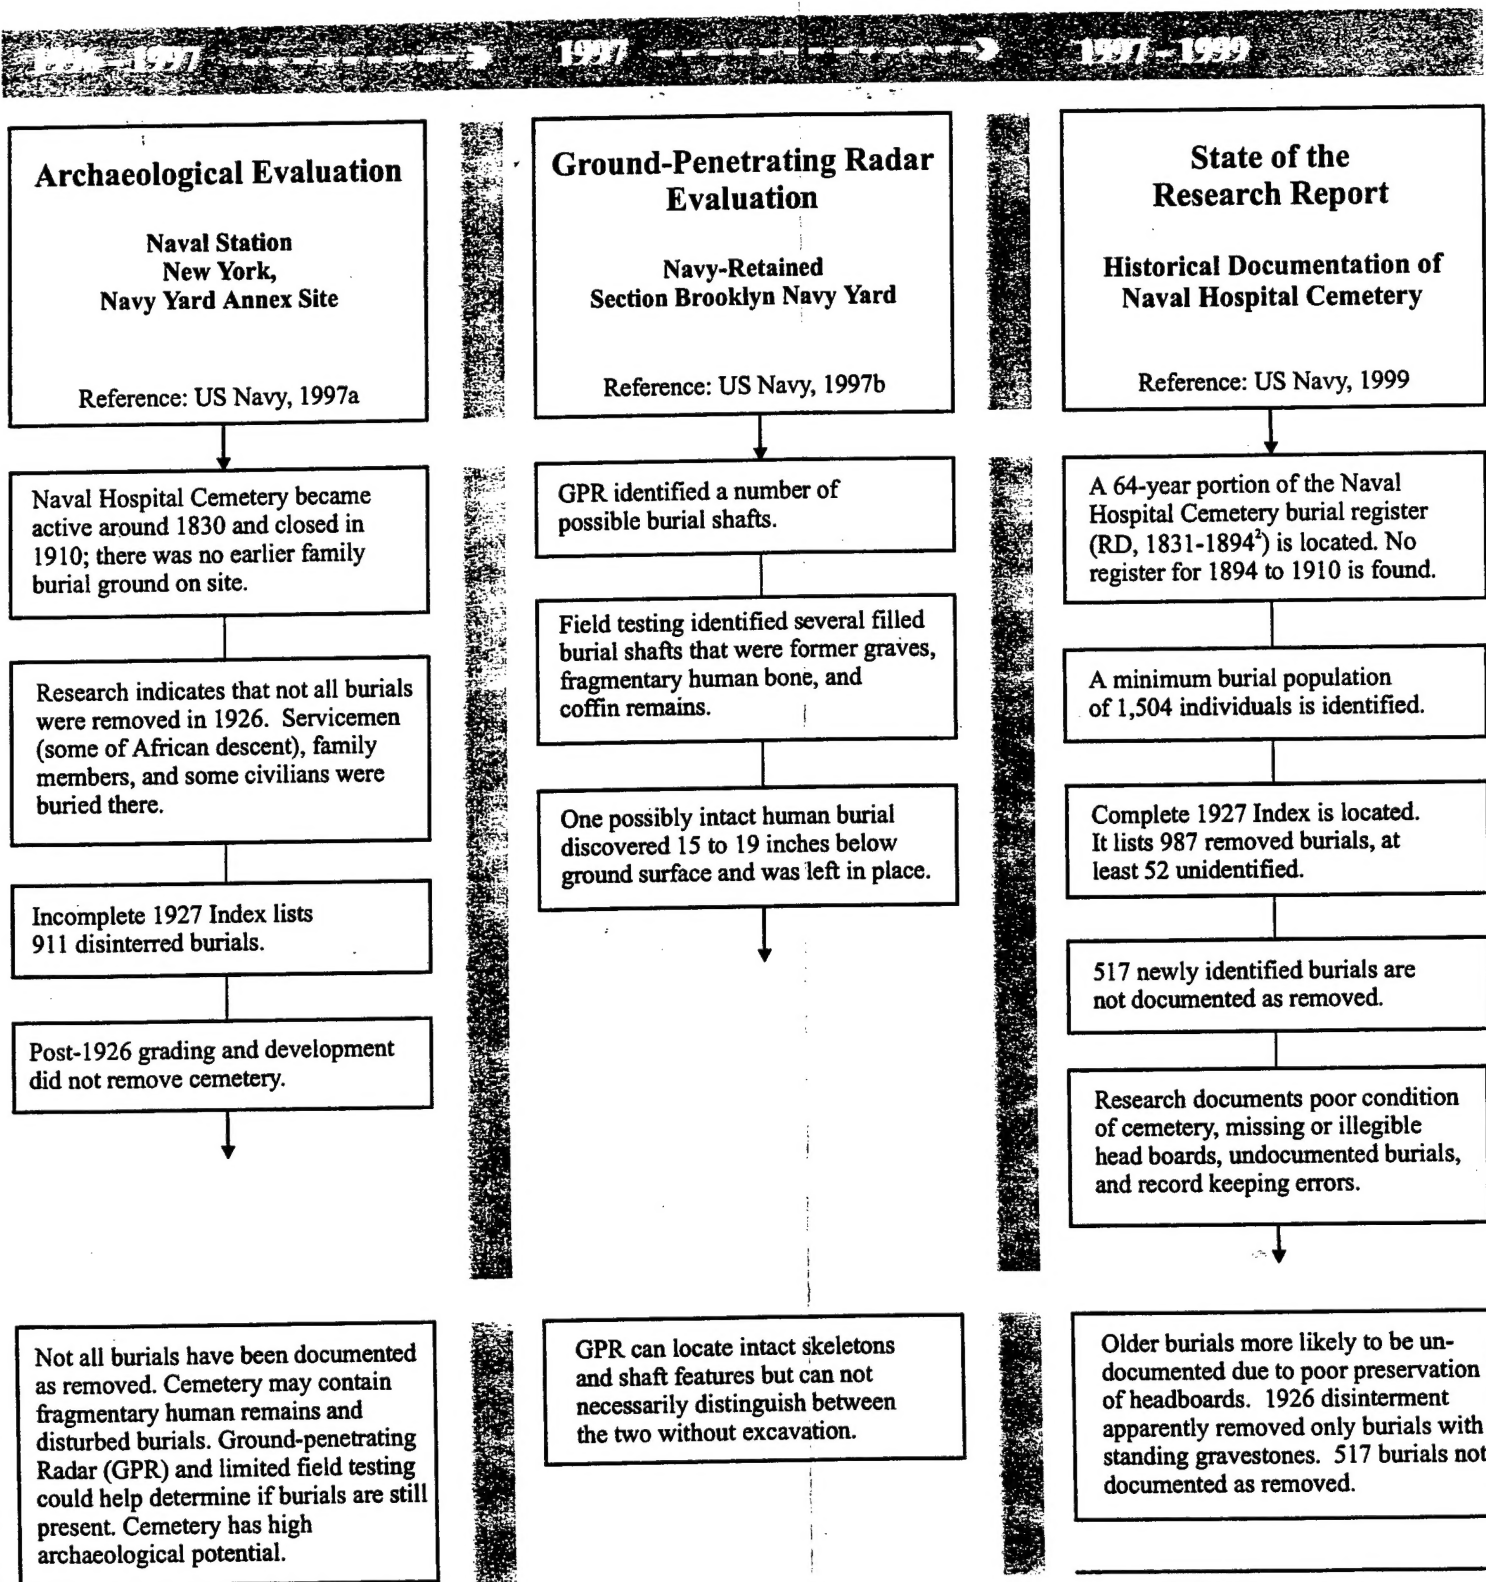 1996–1997
1997
1997–1999
Archaeological Evaluation
Naval Station
New York,
Navy Yard Annex Site
Reference: US Navy, 1997a
Naval Hospital Cemetery became
active around 1830 and closed in
1910; there was no earlier family
burial ground on site.
Research indicates that not all burials
were removed in 1926. Servicemen
(some of African descent), family
members, and some civilians were
buried there.
Incomplete 1927 Index lists
911 disinterred burials.
Post-1926 grading and development
did not remove cemetery.
Not all burials have been documented
as removed. Cemetery may contain
fragmentary human remains and
disturbed burials. Ground-penetrating
Radar (GPR) and limited field testing
could help determine if burials are still
present. Cemetery has high
archaeological potential.
Ground-Penetrating Radar
Evaluation
Navy-Retained
Section Brooklyn Navy Yard
Reference: US Navy, 1997b
GPR identified a number of
possible burial shafts.
Field testing identified several filled
burial shafts that were former graves,
fragmentary human bone, and
coffin remains.
One possibly intact human burial
discovered 15 to 19 inches below
ground surface and was left in place.
GPR can locate intact skeletons
and shaft features but can not
necessarily distinguish between
the two without excavation.
State of the
Research Report
Historical Documentation of
Naval Hospital Cemetery
Reference: US Navy, 1999
A 64-year portion of the Naval
Hospital Cemetery burial register
(RD, 1831-1894²) is located. No
register for 1894 to 1910 is found.
A minimum burial population
of 1,504 individuals is identified.
Complete 1927 Index is located.
It lists 987 removed burials, at
least 52 unidentified.
517 newly identified burials are
not documented as removed.
Research documents poor condition
of cemetery, missing or illegible
head boards, undocumented burials,
and record keeping errors.
Older burials more likely to be un-
documented due to poor preservation
of headboards. 1926 disinterment
apparently removed only burials with
standing gravestones. 517 burials not
documented as removed.